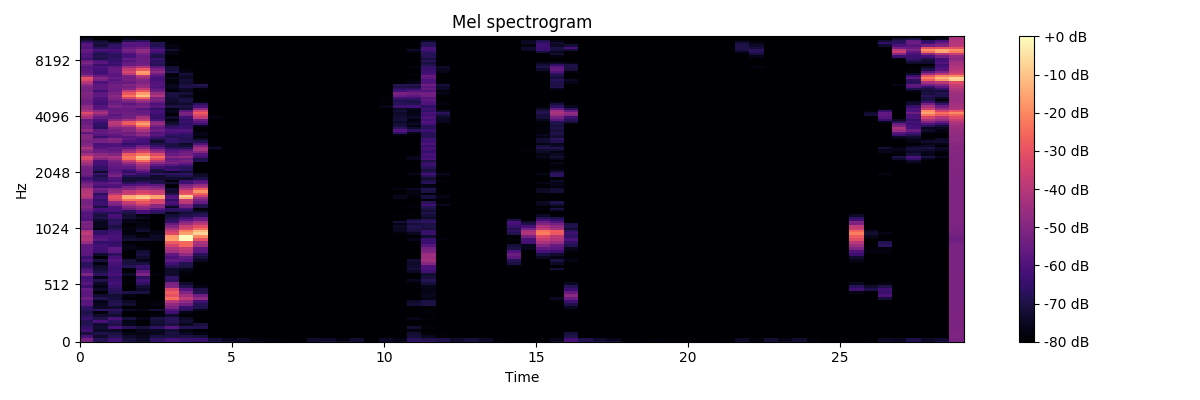 Mel spectrogram
Hz
8192
4096
2048
1024
512
0
0 5 10 15 20 25
Time
+0 dB
-10 dB
-20 dB
-30 dB
-40 dB
-50 dB
-60 dB
-70 dB
-80 dB